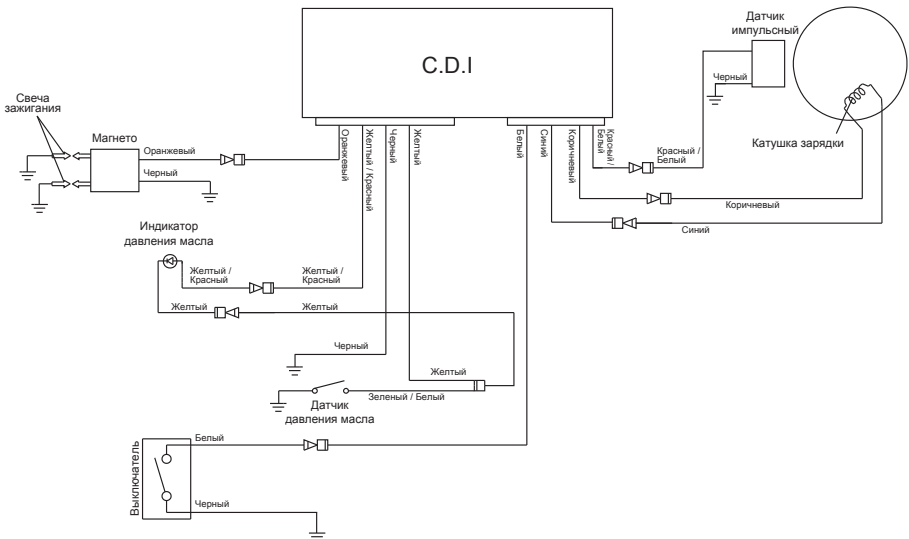 C.D.I
Датчик
импульсный
Черный
Катушка зарядки
Свеча
зажигания
Магнето
Оранжевый
Черный
Оранжевый
Желтый / Красный
Черный
Желтый
Белый
Синий
Коричневый
Красный /
Белый
Красный /
Белый
Коричневый
Синий
Индикатор
давления масла
Желтый /
Красный
Желтый /
Красный
Желтый
Желтый
Черный
Желтый
Зеленый / Белый
Датчик
давления масла
Выключатель
Белый
Черный